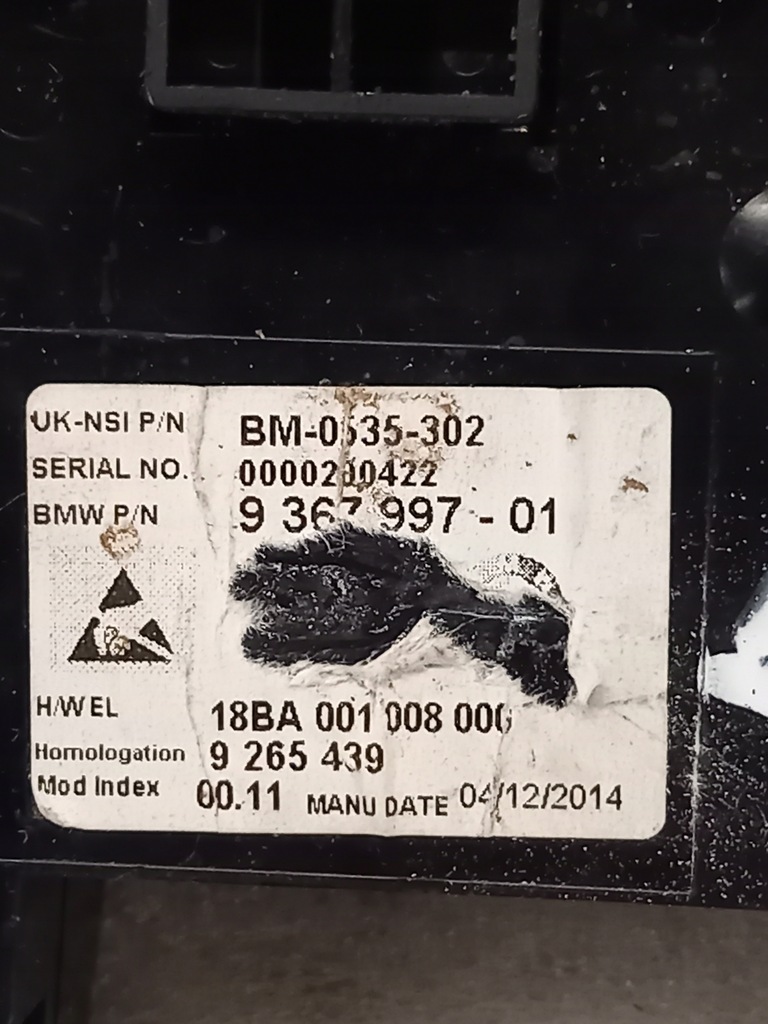 UK-NSI P/N BM-0535-302
SERIAL NO. 0000200422
BMW P/N 9 367 997 - 01
H/W EL 18BA 001 008 000
Homologation 9 265 439
Mod Index 00.11 MANU DATE 04/12/2014